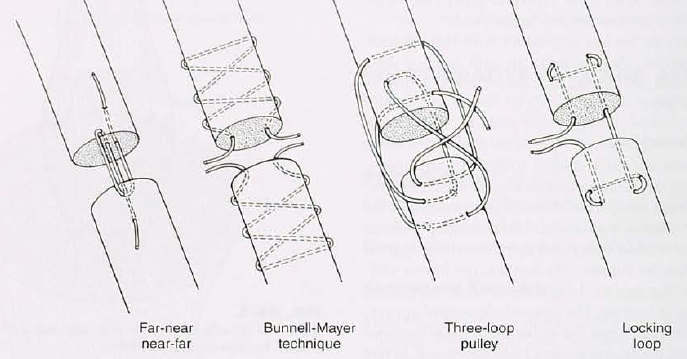 Far-near
near-far
Bunnell-Mayer
technique
Three-loop
pulley
Locking
loop